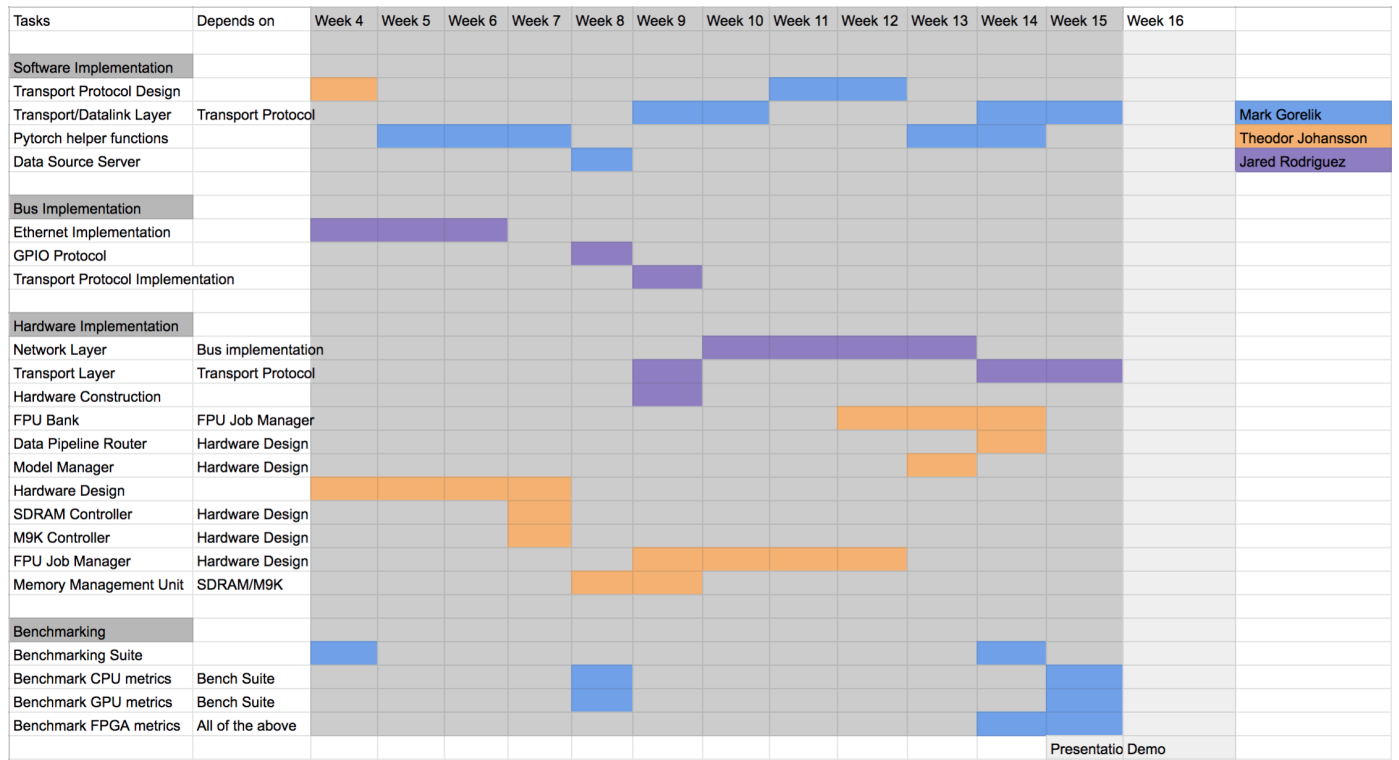 Tasks Depends on Week 4 Week 5 Week 6 Week 7 Week 8 Week 9 Week 10 Week 11 Week 12 Week 13 Week 14 Week 15 Week 16
Software Implementation
Transport Protocol Design
Transport/Datalink Layer Transport Protocol Mark Gorelik
Pytorch helper functions Theodor Johansson
Data Source Server Jared Rodriguez
Bus Implementation
Ethernet Implementation
GPIO Protocol
Transport Protocol Implementation
Hardware Implementation
Network Layer Bus implementation
Transport Layer Transport Protocol
Hardware Construction
FPU Bank FPU Job Manager
Data Pipeline Router Hardware Design
Model Manager Hardware Design
Hardware Design
SDRAM Controller Hardware Design
M9K Controller Hardware Design
FPU Job Manager Hardware Design
Memory Management Unit SDRAM/M9K
Benchmarking
Benchmarking Suite
Benchmark CPU metrics Bench Suite
Benchmark GPU metrics Bench Suite
Benchmark FPGA metrics All of the above
Presentatio Demo